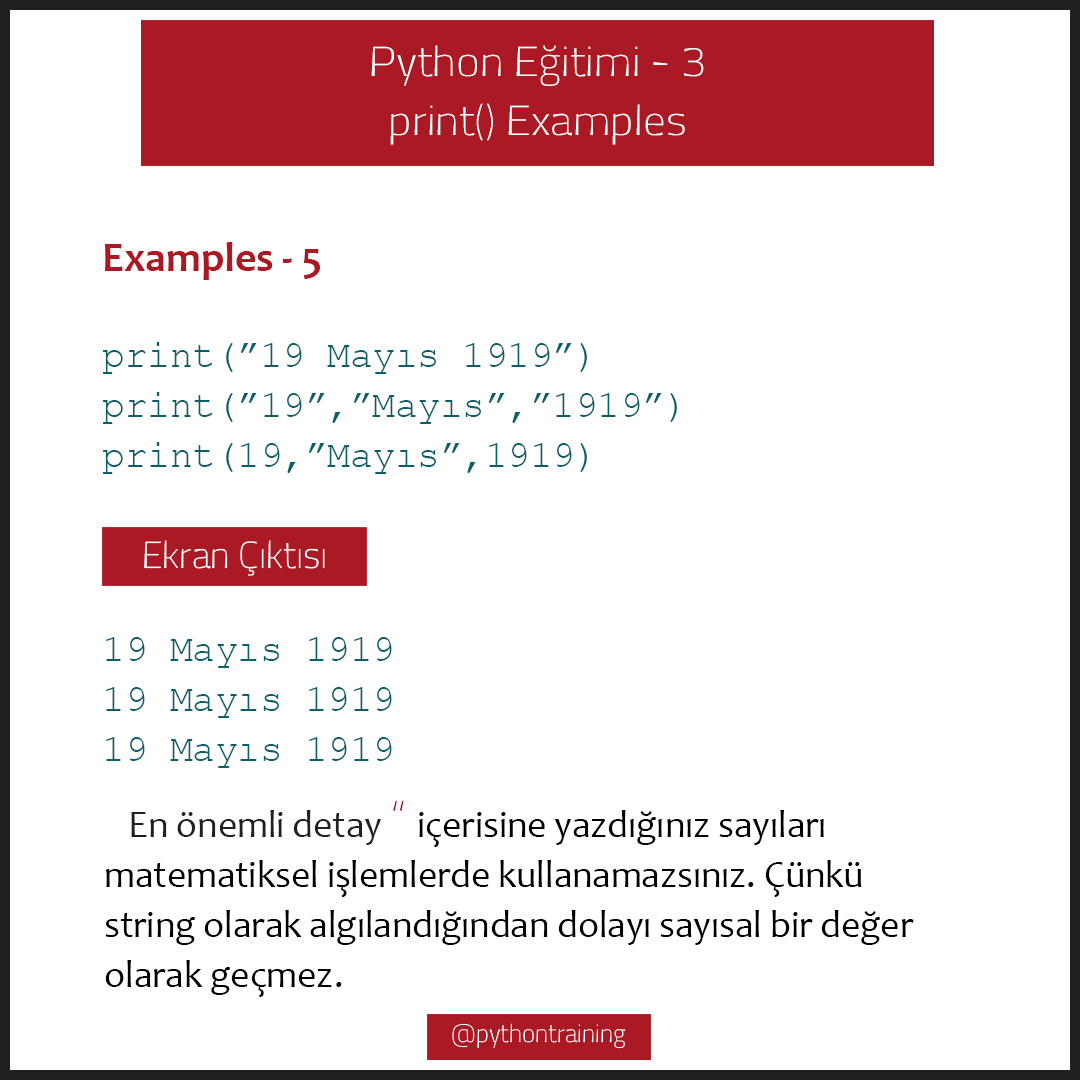 Python Eğitimi - 3
print() Examples
Examples - 5
print(”19 Mayıs 1919”)
print(”19”,”Mayıs”,”1919”)
print(19,”Mayıs”,1919)
Ekran Çıktısı
19 Mayıs 1919
19 Mayıs 1919
19 Mayıs 1919
En önemli detay " içerisine yazdığınız sayıları
matematiksel işlemlerde kullanamazsınız. Çünkü
string olarak algılandığından dolayı sayısal bir değer
olarak geçmez.
@pythontraining